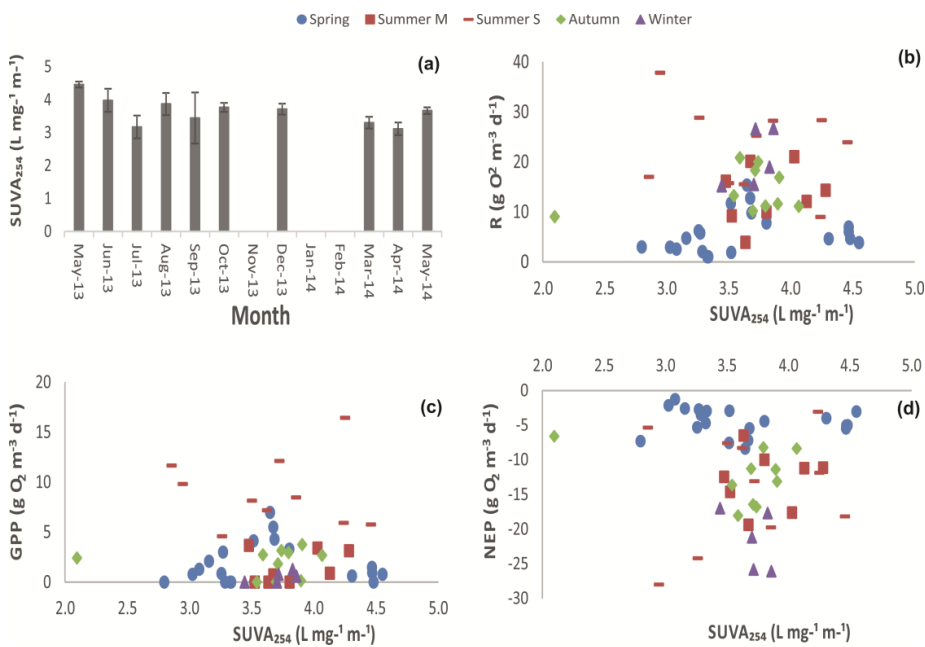 Spring Summer M Summer S Autumn Winter
(a)
SUVA₂₅₄ (L mg-¹ m-¹)
5
4
3
2
1
0
May-13 Jun-13 Jul-13 Aug-13 Sep-13 Oct-13 Nov-13 Dec-13 Jan-14 Feb-14 Mar-14 Apr-14 May-14
Month
(b)
R (g O² m-³ d-¹)
40
30
20
10
0
2.0 2.5 3.0 3.5 4.0 4.5 5.0
SUVA₂₅₄ (L mg-¹ m-¹)
(c)
GPP (g O₂ m-³ d-¹)
20
15
10
5
0
2.0 2.5 3.0 3.5 4.0 4.5 5.0
SUVA₂₅₄ (L mg-¹ m-¹)
2.0 2.5 3.0 3.5 4.0 4.5 5.0
(d)
NEP (g O₂ m-³ d-¹)
0
-5
-10
-15
-20
-25
-30
SUVA₂₅₄ (L mg-¹ m-¹)